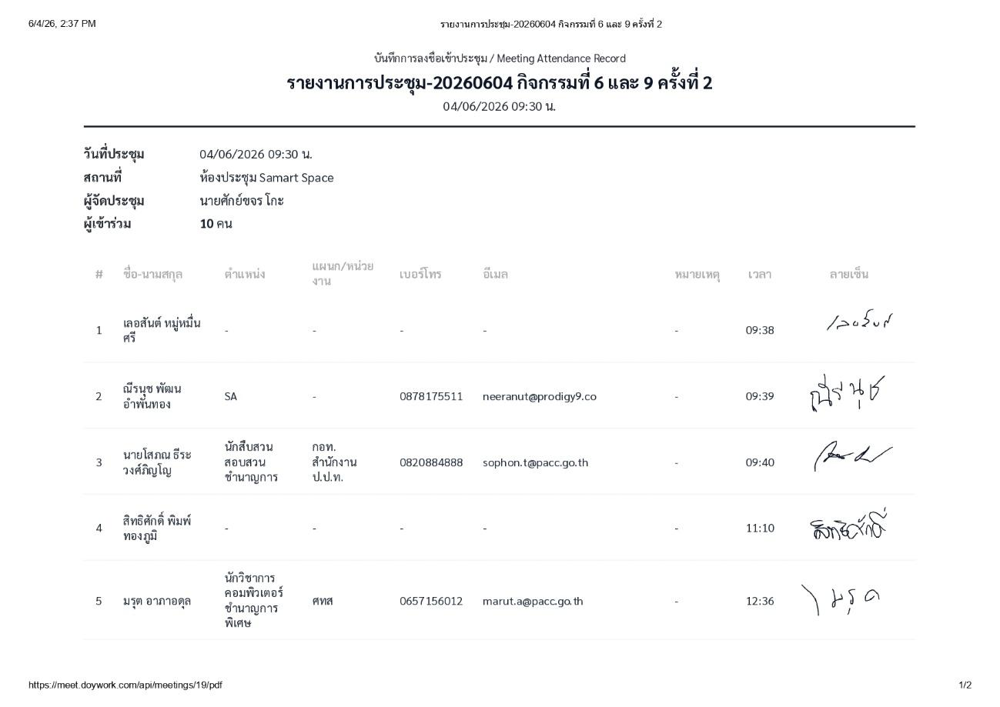 6/4/26, 2:37 PM
รายงานการประชุม-20260604 กิจกรรมที่ 6 และ 9 ครั้งที่ 2
บันทึกการลงชื่อเข้าประชุม / Meeting Attendance Record
รายงานการประชุม-20260604 กิจกรรมที่ 6 และ 9 ครั้งที่ 2
04/06/2026 09:30 น.
วันที่ประชุม 04/06/2026 09:30 น.
สถานที่ ห้องประชุม Samart Space
ผู้จัดประชุม นายศักย์ขจร โกะ
ผู้เข้าร่วม 10 คน
# ชื่อ-นามสกุล ตำแหน่ง แผนก/หน่วย
งาน เบอร์โทร อีเมล หมายเหตุ เวลา ลายเซ็น
1 เลอสันต์ หมู่หมื่น
ศรี - - - - - 09:38 เลอสันต์
2 ณีรนุช พัฒน
อำพันทอง SA - 0878175511 neeranut@prodigy9.co - 09:39 ณีรนุช
3 นายโสภณ ธีระ
วงศ์ภิญโญ นักสืบสวน
สอบสวน
ชำนาญการ กอท.
สำนักงาน
ป.ป.ท. 0820884888 sophon.t@pacc.go.th - 09:40
4 สิทธิศักดิ์ พิมพ์
ทองภูมิ - - - - - 11:10 สิทธิศักดิ์
5 มรุต อาภาอดุล นักวิชาการ
คอมพิวเตอร์
ชำนาญการ
พิเศษ ศทส 0657156012 marut.a@pacc.go.th - 12:36 มรุต
https://meet.doywork.com/api/meetings/19/pdf
1/2